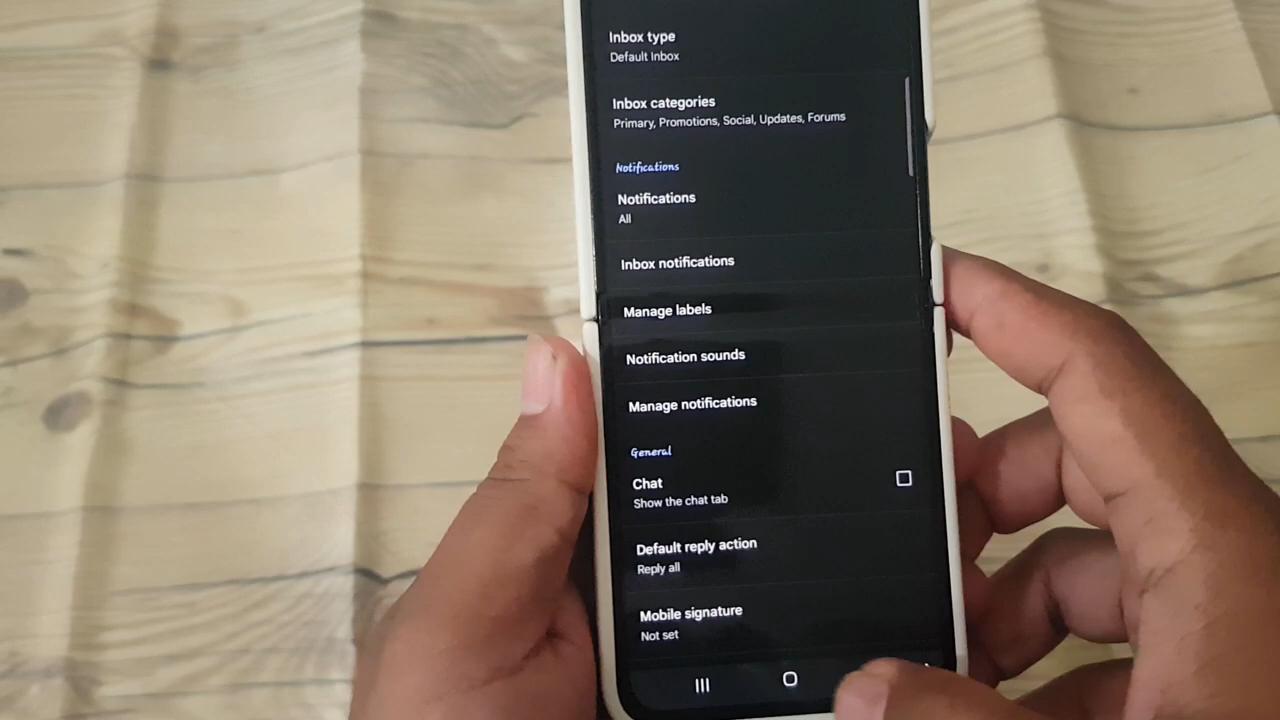 Inbox type
Default Inbox
Inbox categories
Primary, Promotions, Social, Updates, Forums
Notifications
Notifications
All
Inbox notifications
Manage labels
Notification sounds
Manage notifications
General
Chat
Show the chat tab
Default reply action
Reply all
Mobile signature
Not set